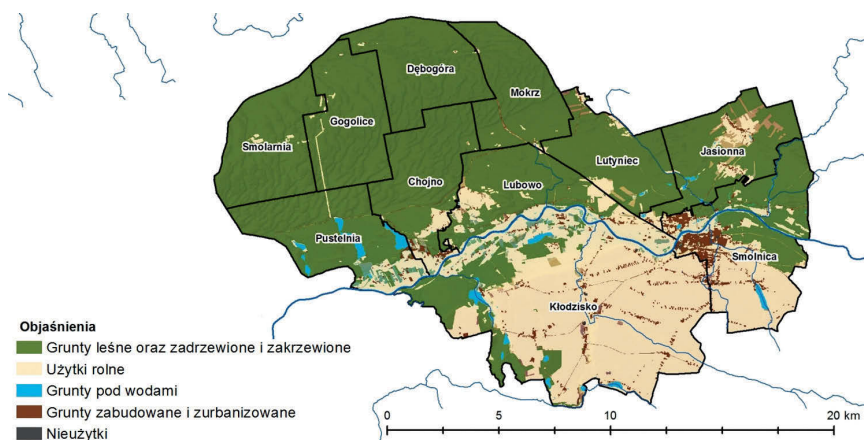 Dębogóra
Mokrz
Gogolice
Smolarnia
Jasionna
Lutyniec
Chojno
Lubowo
Pustelnia
Smolnica
Kłodzisko
Objaśnienia
Grunty leśne oraz zadrzewione i zakrzewione
Użytki rolne
Grunty pod wodami
Grunty zabudowane i zurbanizowane
Nieużytki
0 5 10 20 km